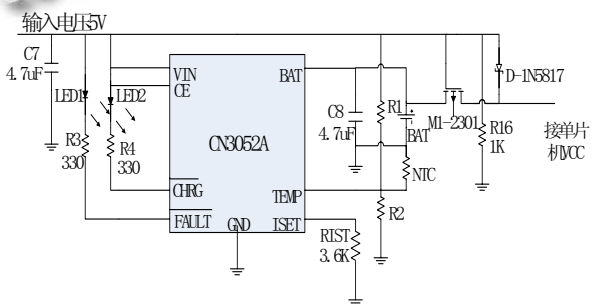 输入电压5V
C7
4.7uF
LED1
LED2
R3
330
R4
330
VIN
CE
BAT
CN3052A
CHRG
FAULT
GND
TEMP
ISET
C8
4.7uF
R1
BAT
NTC
R2
RIST
3.6K
M1-2301
R16
1K
D-1N5817
接单片
机VCC